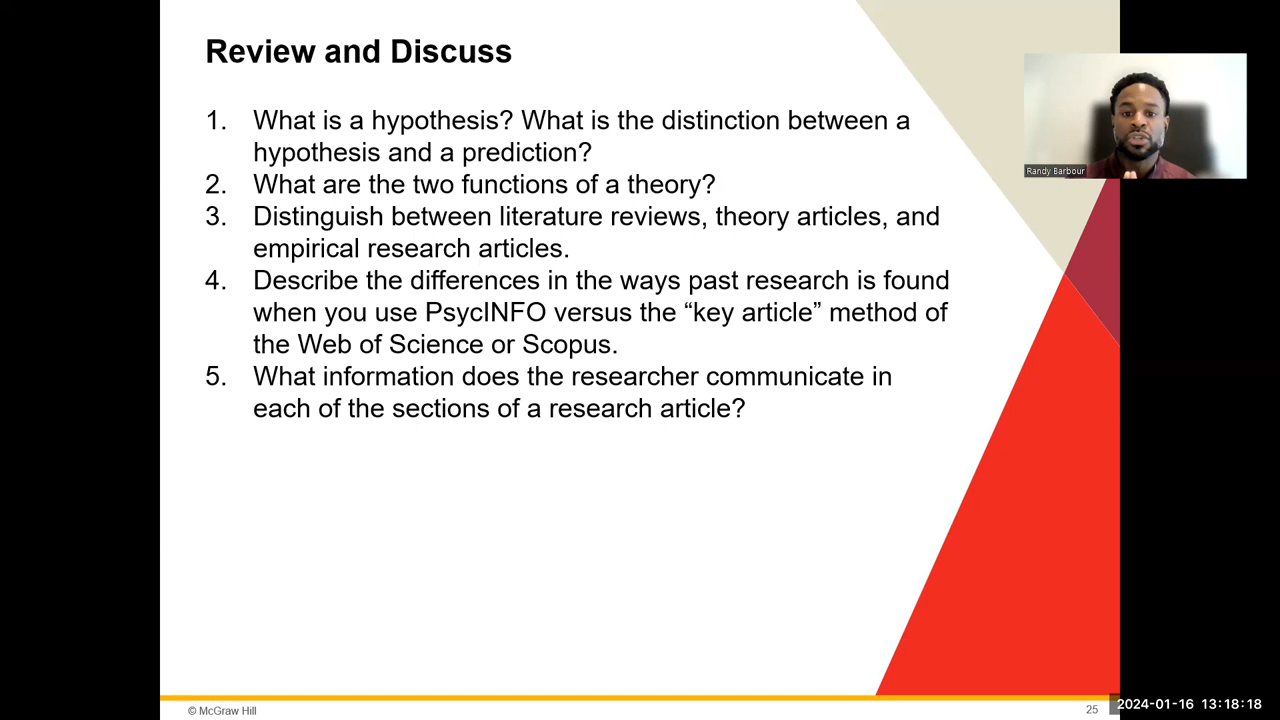 Review and Discuss
1. What is a hypothesis? What is the distinction between a
hypothesis and a prediction?
2. What are the two functions of a theory?
3. Distinguish between literature reviews, theory articles, and
empirical research articles.
4. Describe the differences in the ways past research is found
when you use PsycINFO versus the “key article” method of
the Web of Science or Scopus.
5. What information does the researcher communicate in
each of the sections of a research article?
Randy Barbour
© McGraw Hill
25
2024-01-16 13:18:18